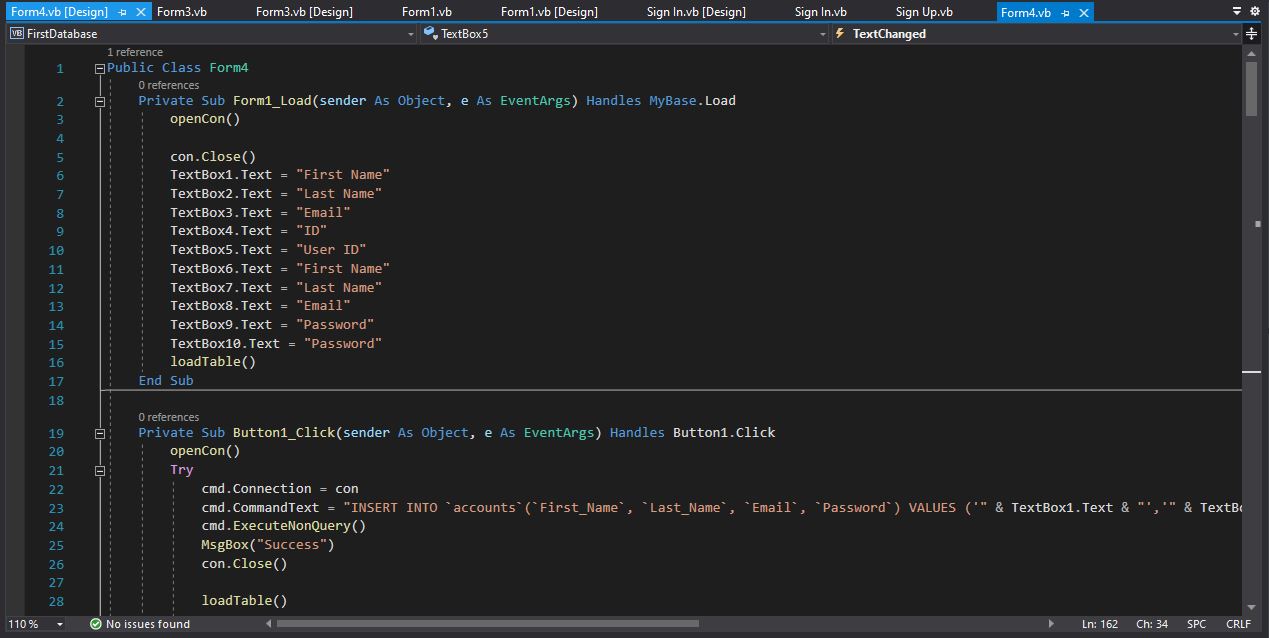 Form4.vb [Design] Form3.vb Form3.vb [Design] Form1.vb Form1.vb [Design] Sign In.vb [Design] Sign In.vb Sign Up.vb Form4.vb
VB FirstDatabase TextBox5 TextChanged
1 reference
1 Public Class Form4
0 references
2 Private Sub Form1_Load(sender As Object, e As EventArgs) Handles MyBase.Load
3 openCon()
4
5 con.Close()
6 TextBox1.Text = "First Name"
7 TextBox2.Text = "Last Name"
8 TextBox3.Text = "Email"
9 TextBox4.Text = "ID"
10 TextBox5.Text = "User ID"
11 TextBox6.Text = "First Name"
12 TextBox7.Text = "Last Name"
13 TextBox8.Text = "Email"
14 TextBox9.Text = "Password"
15 TextBox10.Text = "Password"
16 loadTable()
17 End Sub
18
0 references
19 Private Sub Button1_Click(sender As Object, e As EventArgs) Handles Button1.Click
20 openCon()
21 Try
22 cmd.Connection = con
23 cmd.CommandText = "INSERT INTO `accounts`(`First_Name`, `Last_Name`, `Email`, `Password`) VALUES ('" & TextBox1.Text & "','" & TextBo
24 cmd.ExecuteNonQuery()
25 MsgBox("Success")
26 con.Close()
27
28 loadTable()
110 % No issues found Ln: 162 Ch: 34 SPC CRLF